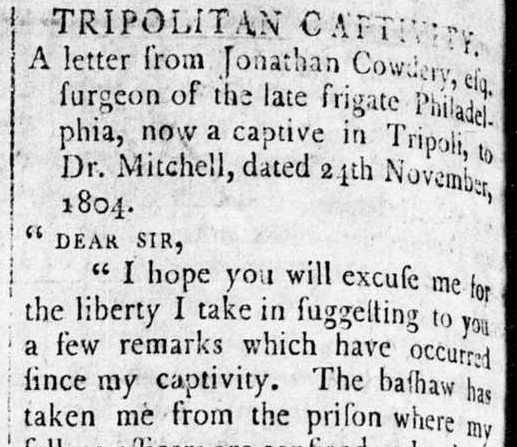 TRIPOLITAN CAPTIVITY.
A letter ſrom Jonathan Cowdery, eſq.
ſurgeon of the late frigate Philadel-
phia, now a captive in Tripoli, to
Dr. Mitchell, dated 24th November,
1804.
“ DEAR SIR,
“ I hope you will excuſe me for
the liberty I take in ſuggeſting to you
a few remarks which have occurred
ſince my captivity. The baſhaw has
taken me from the priſon where my